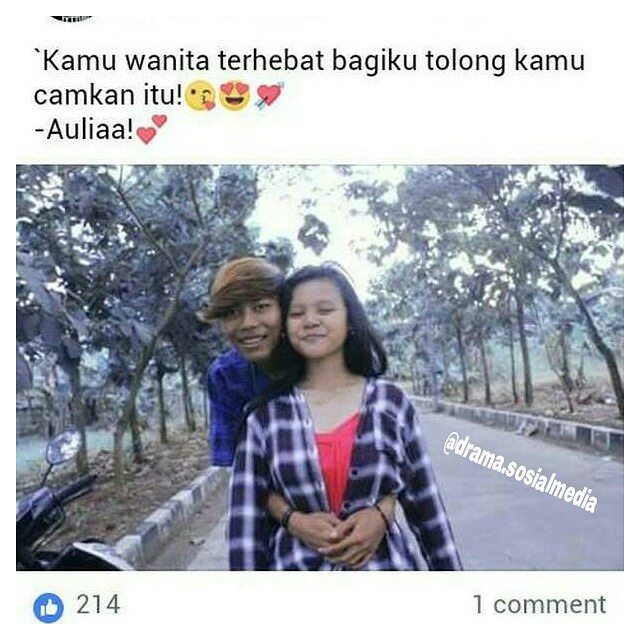 `Kamu wanita terhebat bagiku tolong kamu
camkan itu!😘😍💘
-Auliaa!💕
@drama.sosialmedia
214
1 comment